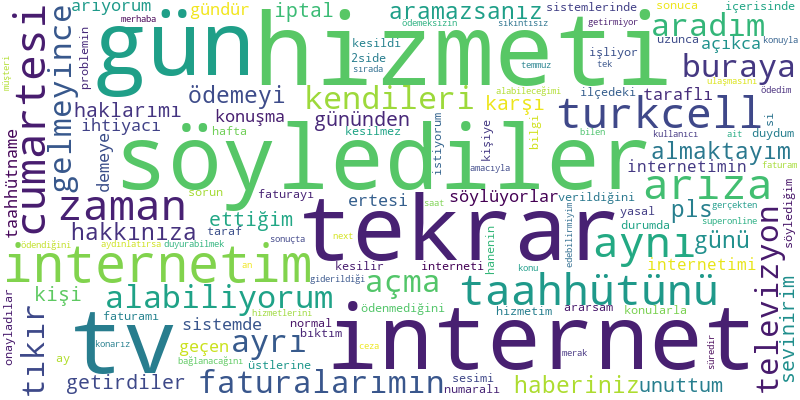 merhaba
arıyorum
gündür
iptal
aramazsanız
sistemlerinde
sonuca
içerisinde
müşteri
cumartesi
gelmeyince
problemin
gün
hizmeti
ödemeksizin
sıkıntısız
kesildi
2side
sırada
getirmiyor
işliyor
aradım
uzunca
açıkca
konuyla
temmuz
tek
buraya
ulaşmasını
ödemeyi
kendileri
alabileceğimi
karşı
turkcell
ilçedeki
taraflı
ödedim
haklarımı
ihtiyacı
konuşma
gününden
hafta
kesilmez
istiyorum
kişiye
bilgi
bilen
kullanıcı
ait
duydum
si
taahhütname
demeye
söylediler
amacıyla
almaktayım
internetimin
faturam
sorun
faturayı
zaman
ertesi
söylüyorlar
verildiğini
yasal
gerçekten
arıza
pls
durumda
superonline
söylediğim
hakkınıza
ettiğim
taraf
saat
tekrar
hanenin
edebilirmiyim
aynı
günü
televizyon
ödendiğini
aydınlatırsa
duyurabilmek
sonuçta
next
an
internetim
giderildiği
kesilir
interneti
konu
internetimi
onayladılar
tıkır
kişi
alabiliyorum
açma
ödenmediğini
taahhütünü
sevinirim
hizmetlerini
faturamı
sistemde
normal
bıktım
hizmetim
ararsam
konularla
tv
konarız
geçen
ayrı
ceza
internet
merak
süredir
ay
bağlanacağını
üstlerine
getirdiler
faturalarımın
sesimi
numaralı
haberiniz
unuttum